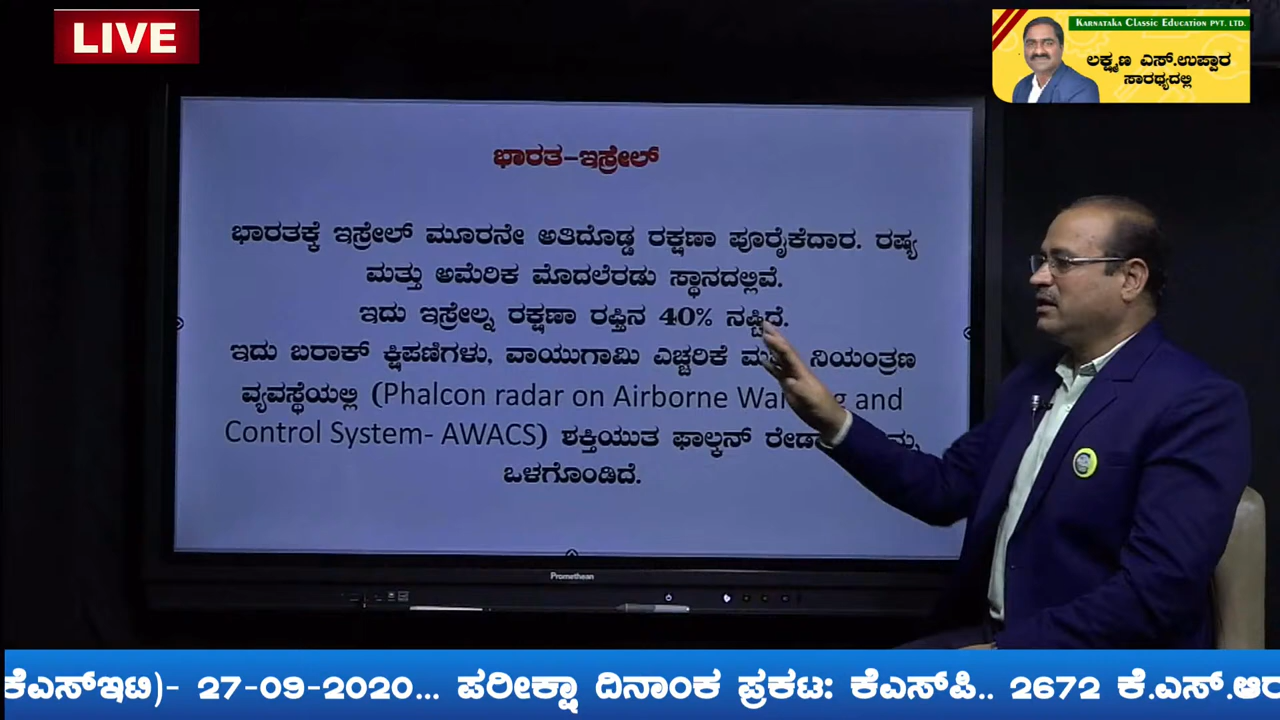 LIVE
KARNATAKA CLASSIC EDUCATION PVT. LTD.
ಲಕ್ಷ್ಮಣ ಎಸ್.ಉಪ್ಪಾರ
ಸಾರಥ್ಯದಲ್ಲಿ
ಭಾರತ-ಇಸ್ರೇಲ್
ಭಾರತಕ್ಕೆ ಇಸ್ರೇಲ್ ಮೂರನೇ ಅತಿದೊಡ್ಡ ರಕ್ಷಣಾ ಪೂರೈಕೆದಾರ. ರಷ್ಯ
ಮತ್ತು ಅಮೆರಿಕ ಮೊದಲೆರಡು ಸ್ಥಾನದಲ್ಲಿವೆ.
ಇದು ಇಸ್ರೇಲ್ನ ರಕ್ಷಣಾ ರಫ್ತಿನ 40% ನಷ್ಟಿದೆ.
ಇದು ಬರಾಕ್ ಕ್ಷಿಪಣಿಗಳು, ವಾಯುಗಾಮಿ ಎಚ್ಚರಿಕೆ ನಿಯಂತ್ರಣ
ವ್ಯವಸ್ಥೆಯಲ್ಲಿ (Phalcon radar on Airborne and
Control System- AWACS) ಶಕ್ತಿಯುತ ಫಾಲ್ಕನ್
ಒಳಗೊಂಡಿದೆ.
Promethean
ಕೆಎಸ್ಇಟಿ)- 27-09-2020... ಪರೀಕ್ಷಾ ದಿನಾಂಕ ಪ್ರಕಟ: ಕೆಎಸ್‌ಪಿ.. 2672 ಕೆ.ಎಸ್.ಆರ